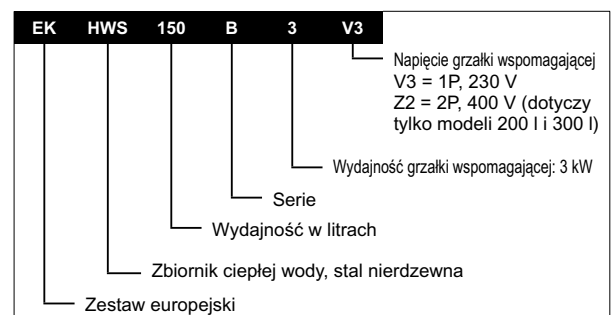 EK HWS 150 B 3 V3
Napięcie grzałki wspomagającej
V3 = 1P, 230 V
Z2 = 2P, 400 V (dotyczy
tylko modeli 200 l i 300 l)
Wydajność grzałki wspomagającej: 3 kW
Serie
Wydajność w litrach
Zbiornik ciepłej wody, stal nierdzewna
Zestaw europejski